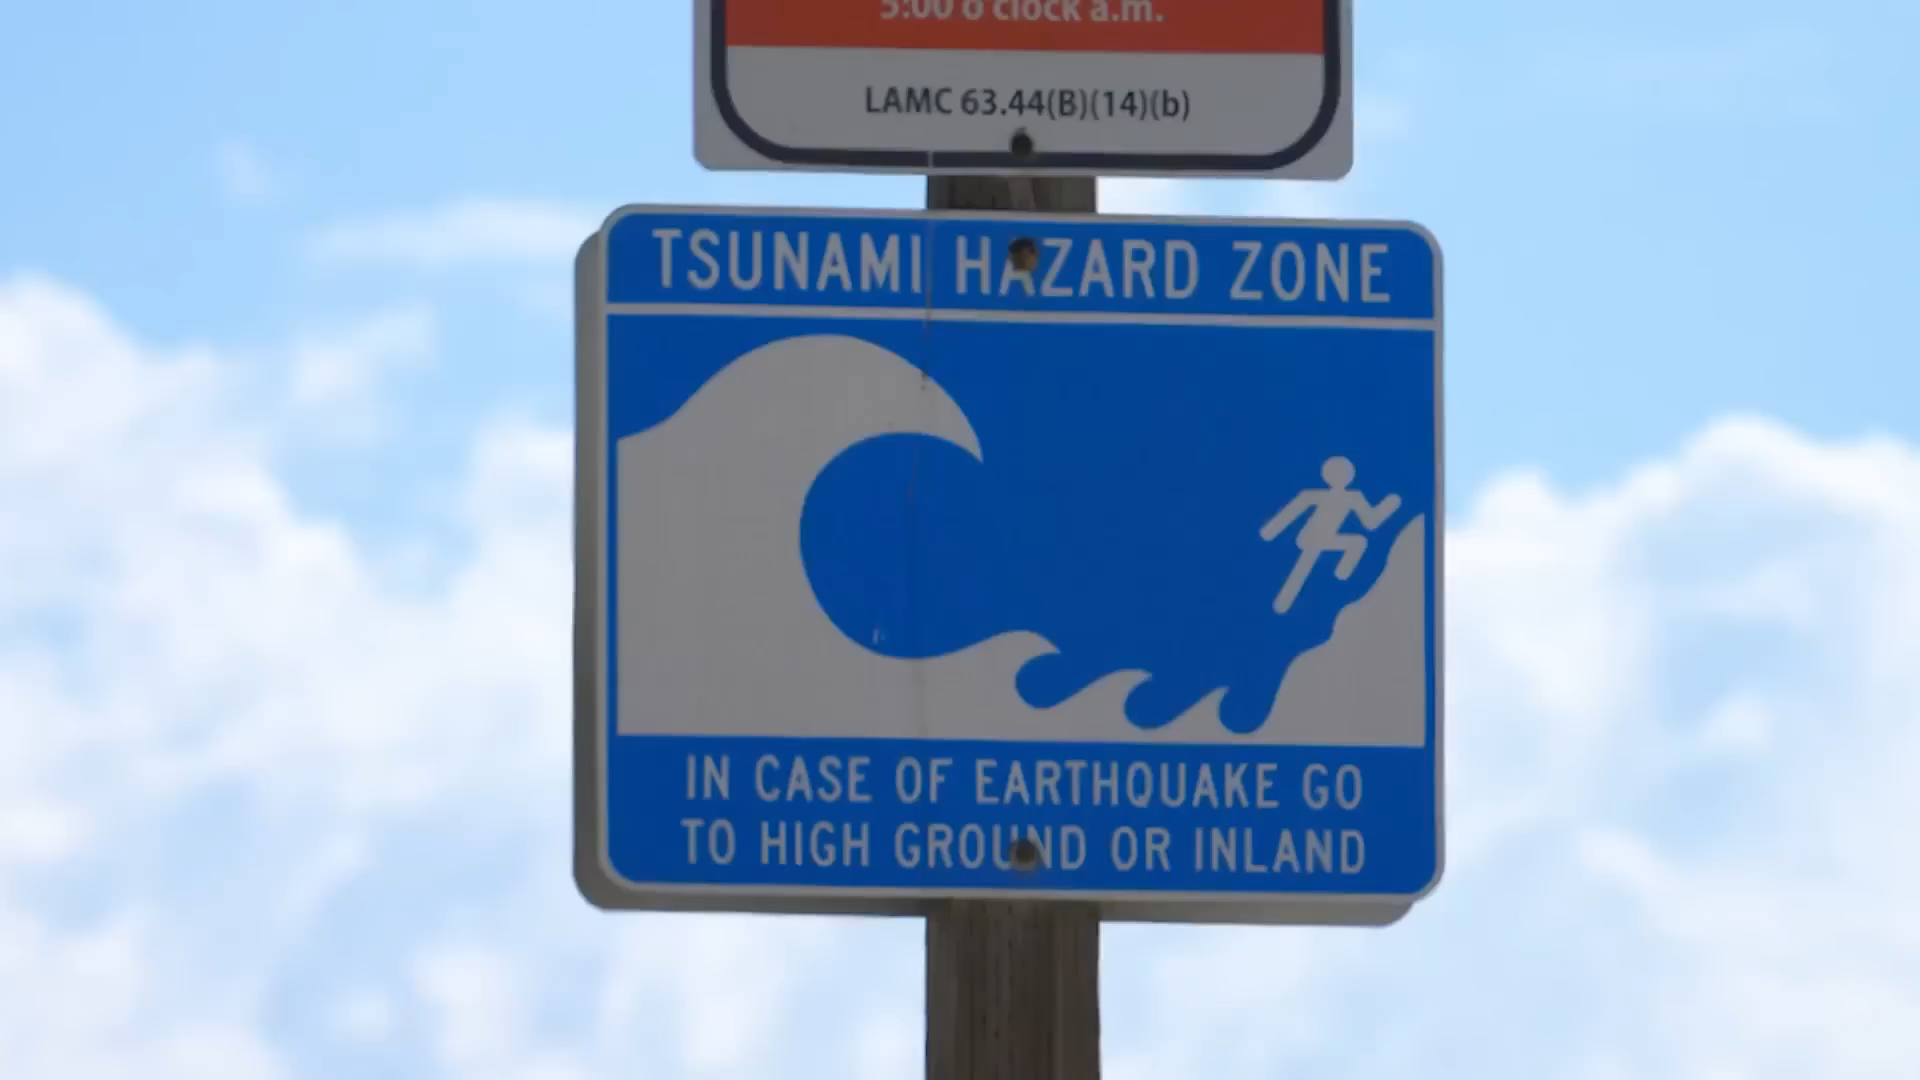 5:00 o'clock a.m.
LAMC 63.44(B)(14)(b)
TSUNAMI HAZARD ZONE
IN CASE OF EARTHQUAKE GO
TO HIGH GROUND OR INLAND